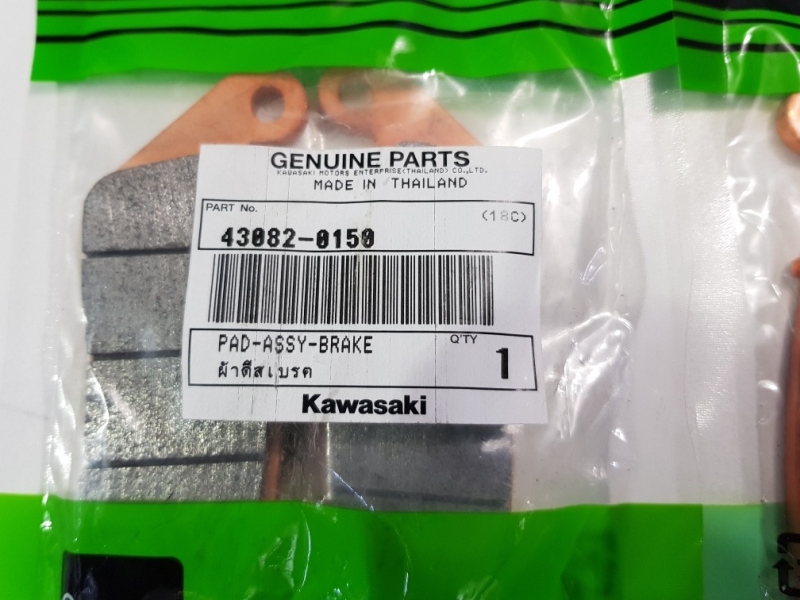 GENUINE PARTS
KAWASAKI MOTORS ENTERPRISE(THAILAND) CO.,LTD.
MADE IN THAILAND
PART No.
(18C)
43082-0150
PAD-ASSY-BRAKE
Q'TY
ผ้าดีสเบรค
1
Kawasaki